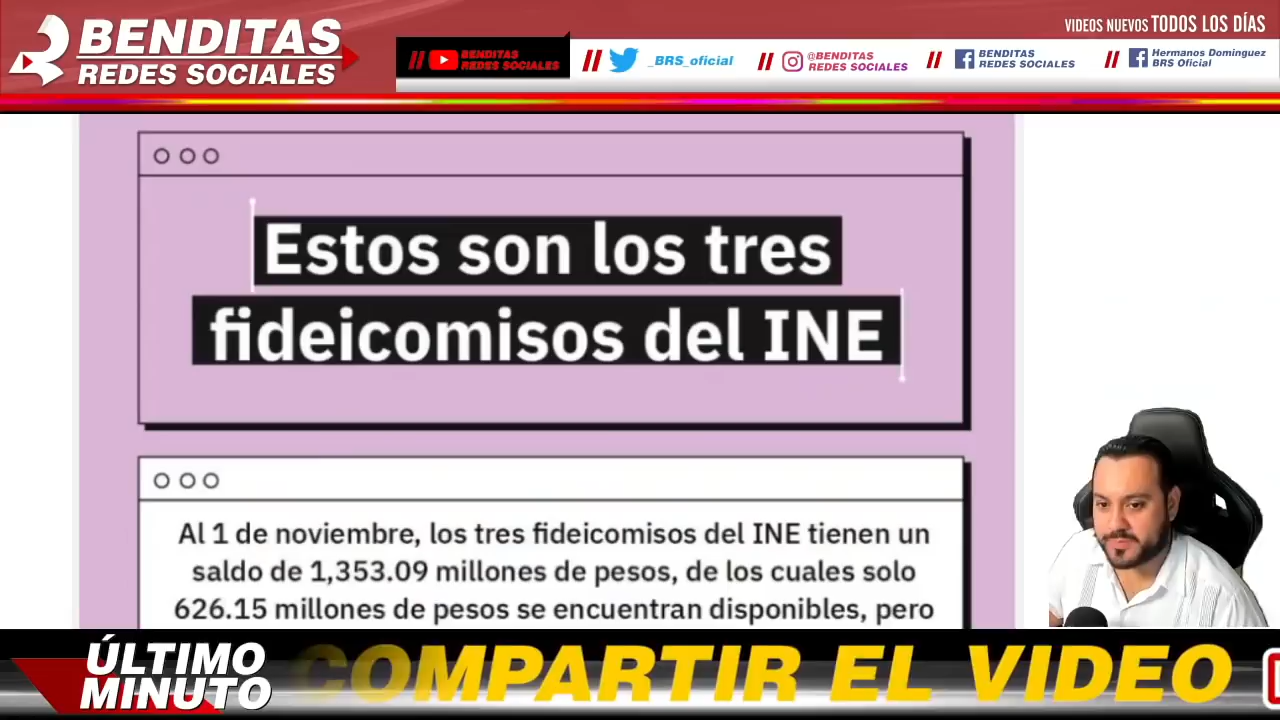 BENDITAS
REDES SOCIALES
VIDEOS NUEVOS TODOS LOS DÍAS
BENDITAS
REDES SOCIALES
_BRS_oficial
@BENDITAS
REDES SOCIALES
BENDITAS
REDES SOCIALES
Hermanos Dominguez
BRS Oficial
Estos son los tres
fideicomisos del INE
Al 1 de noviembre, los tres fideicomisos del INE tienen un
saldo de 1,353.09 millones de pesos, de los cuales solo
626.15 millones de pesos se encuentran disponibles, pero
ÚLTIMO
MINUTO
COMPARTIR EL VIDEO